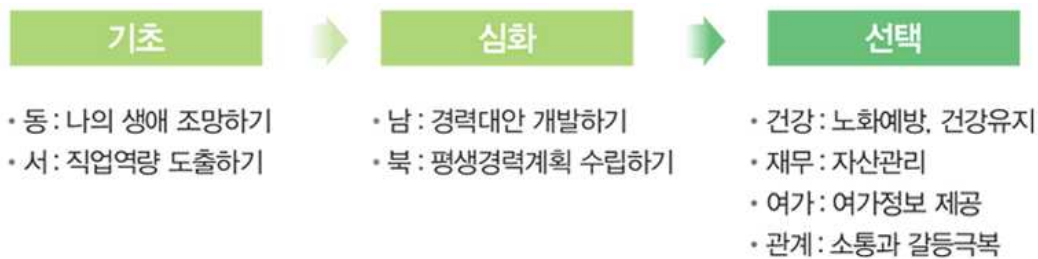 기초
심화
선택
• 동 : 나의 생애 조망하기
• 서 : 직업역량 도출하기
• 남 : 경력대안 개발하기
• 북 : 평생경력계획 수립하기
• 건강 : 노화예방, 건강유지
• 재무 : 자산관리
• 여가 : 여가정보 제공
• 관계 : 소통과 갈등극복